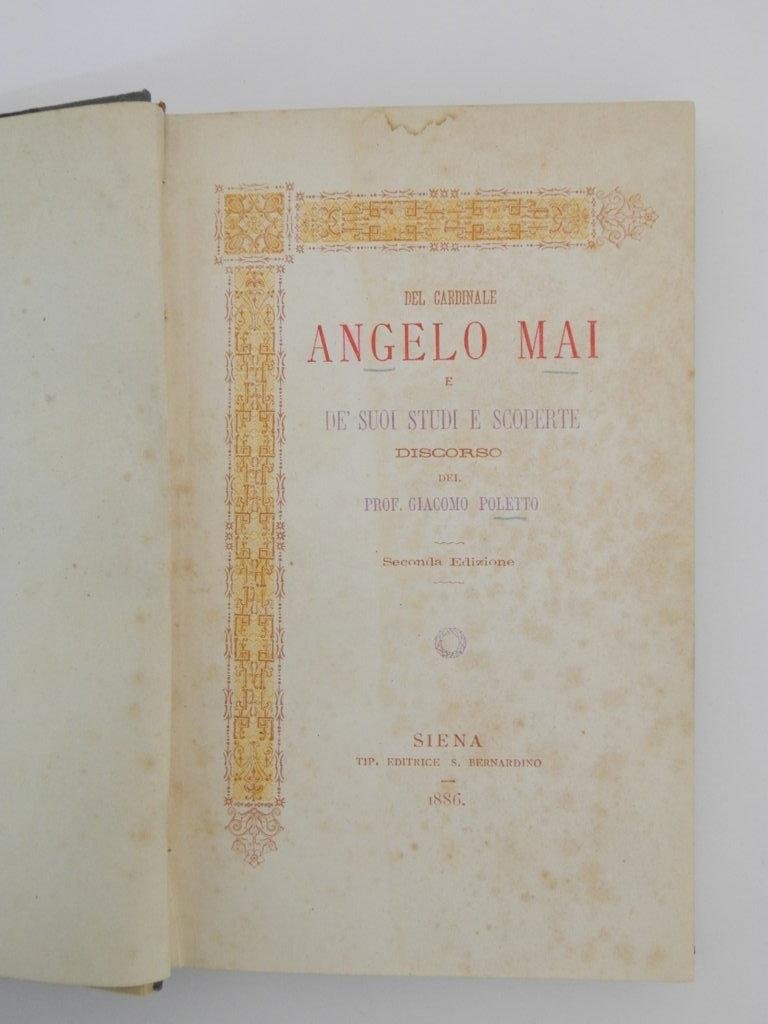 DEL CARDINALE
ANGELO MAI
E
DE' SUOI STUDI E SCOPERTE
DISCORSO
DEL
PROF. GIACOMO POLETTO
Seconda Edizione
SIENA
TIP. EDITRICE S. BERNARDINO
1886.